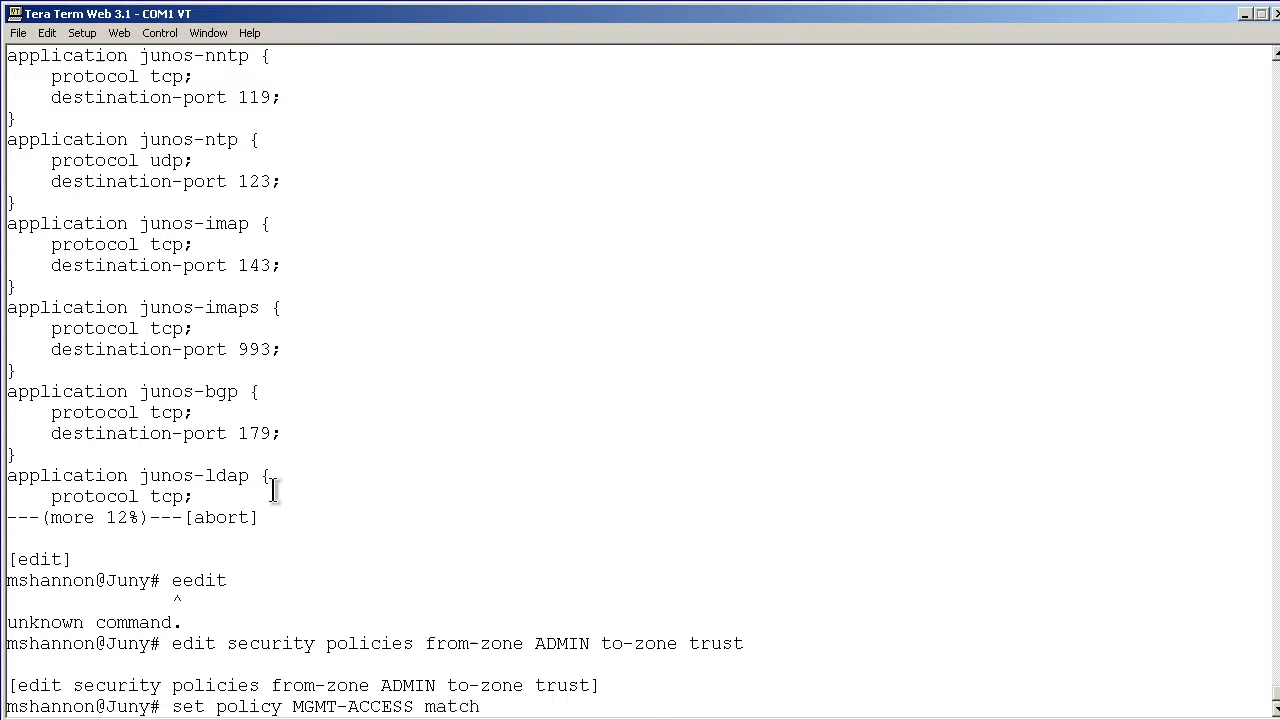 Tera Term Web 3.1 - COM1 VT
File Edit Setup Web Control Window Help
application junos-nntp {
    protocol tcp;
    destination-port 119;
}
application junos-ntp {
    protocol udp;
    destination-port 123;
}
application junos-imap {
    protocol tcp;
    destination-port 143;
}
application junos-imaps {
    protocol tcp;
    destination-port 993;
}
application junos-bgp {
    protocol tcp;
    destination-port 179;
}
application junos-ldap {
    protocol tcp;
---(more 12%)---[abort]
[edit]
mshannon@Juny# eedit
^
unknown command.
mshannon@Juny# edit security policies from-zone ADMIN to-zone trust
[edit security policies from-zone ADMIN to-zone trust]
mshannon@Juny# set policy MGMT-ACCESS match